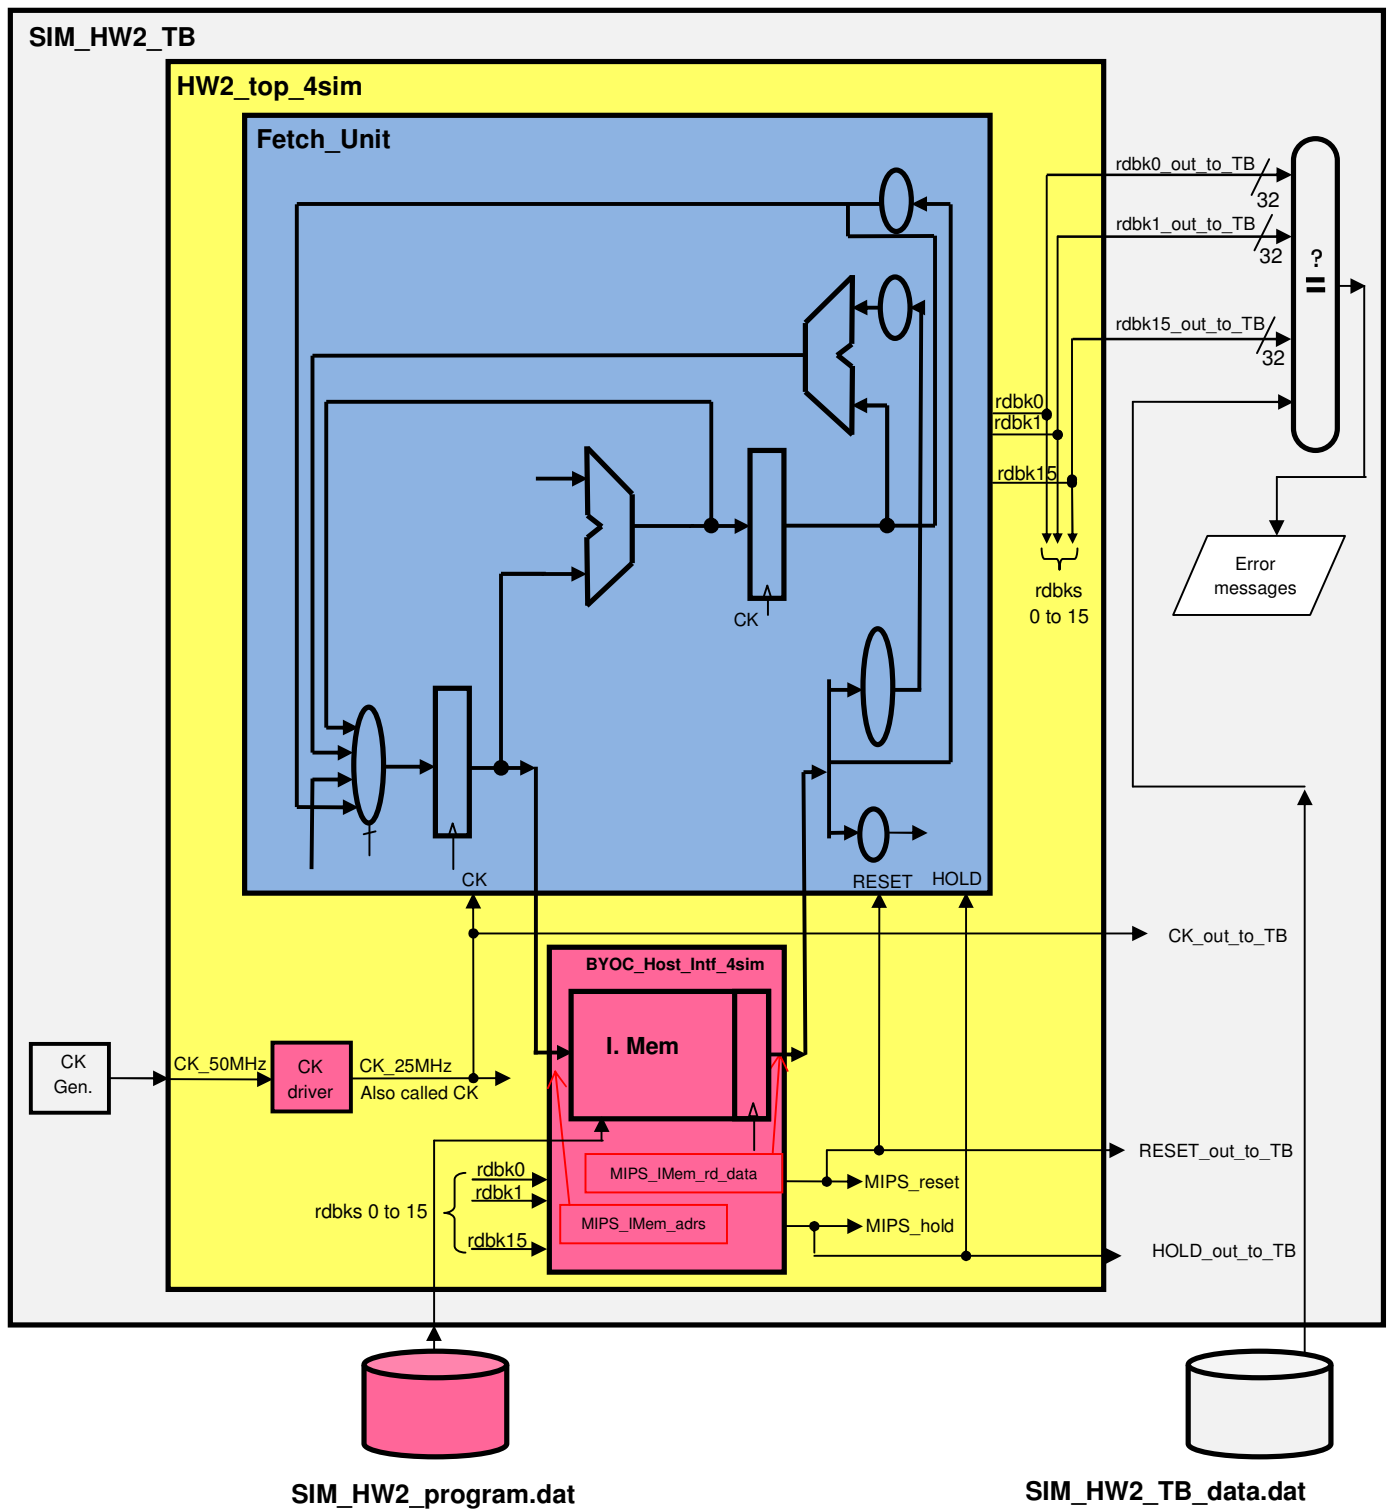 SIM_HW2_TB
HW2_top_4sim
Fetch_Unit
rdbk0_out_to_TB
32
rdbk1_out_to_TB
32
?
=
rdbk15_out_to_TB
32
rdbk0
rdbk1
rdbk15
Error
messages
rdbks
0 to 15
CK
CK
RESET
HOLD
CK_out_to_TB
BYOC_Host_Intf_4sim
I. Mem
CK
Gen.
CK_50MHz
CK
driver
CK_25MHz
Also called CK
RESET_out_to_TB
MIPS_IMem_rd_data
MIPS_reset
rdbk0
rdbk1
rdbks 0 to 15
rdbk15
MIPS_IMem_adrs
MIPS_hold
HOLD_out_to_TB
SIM_HW2_program.dat
SIM_HW2_TB_data.dat